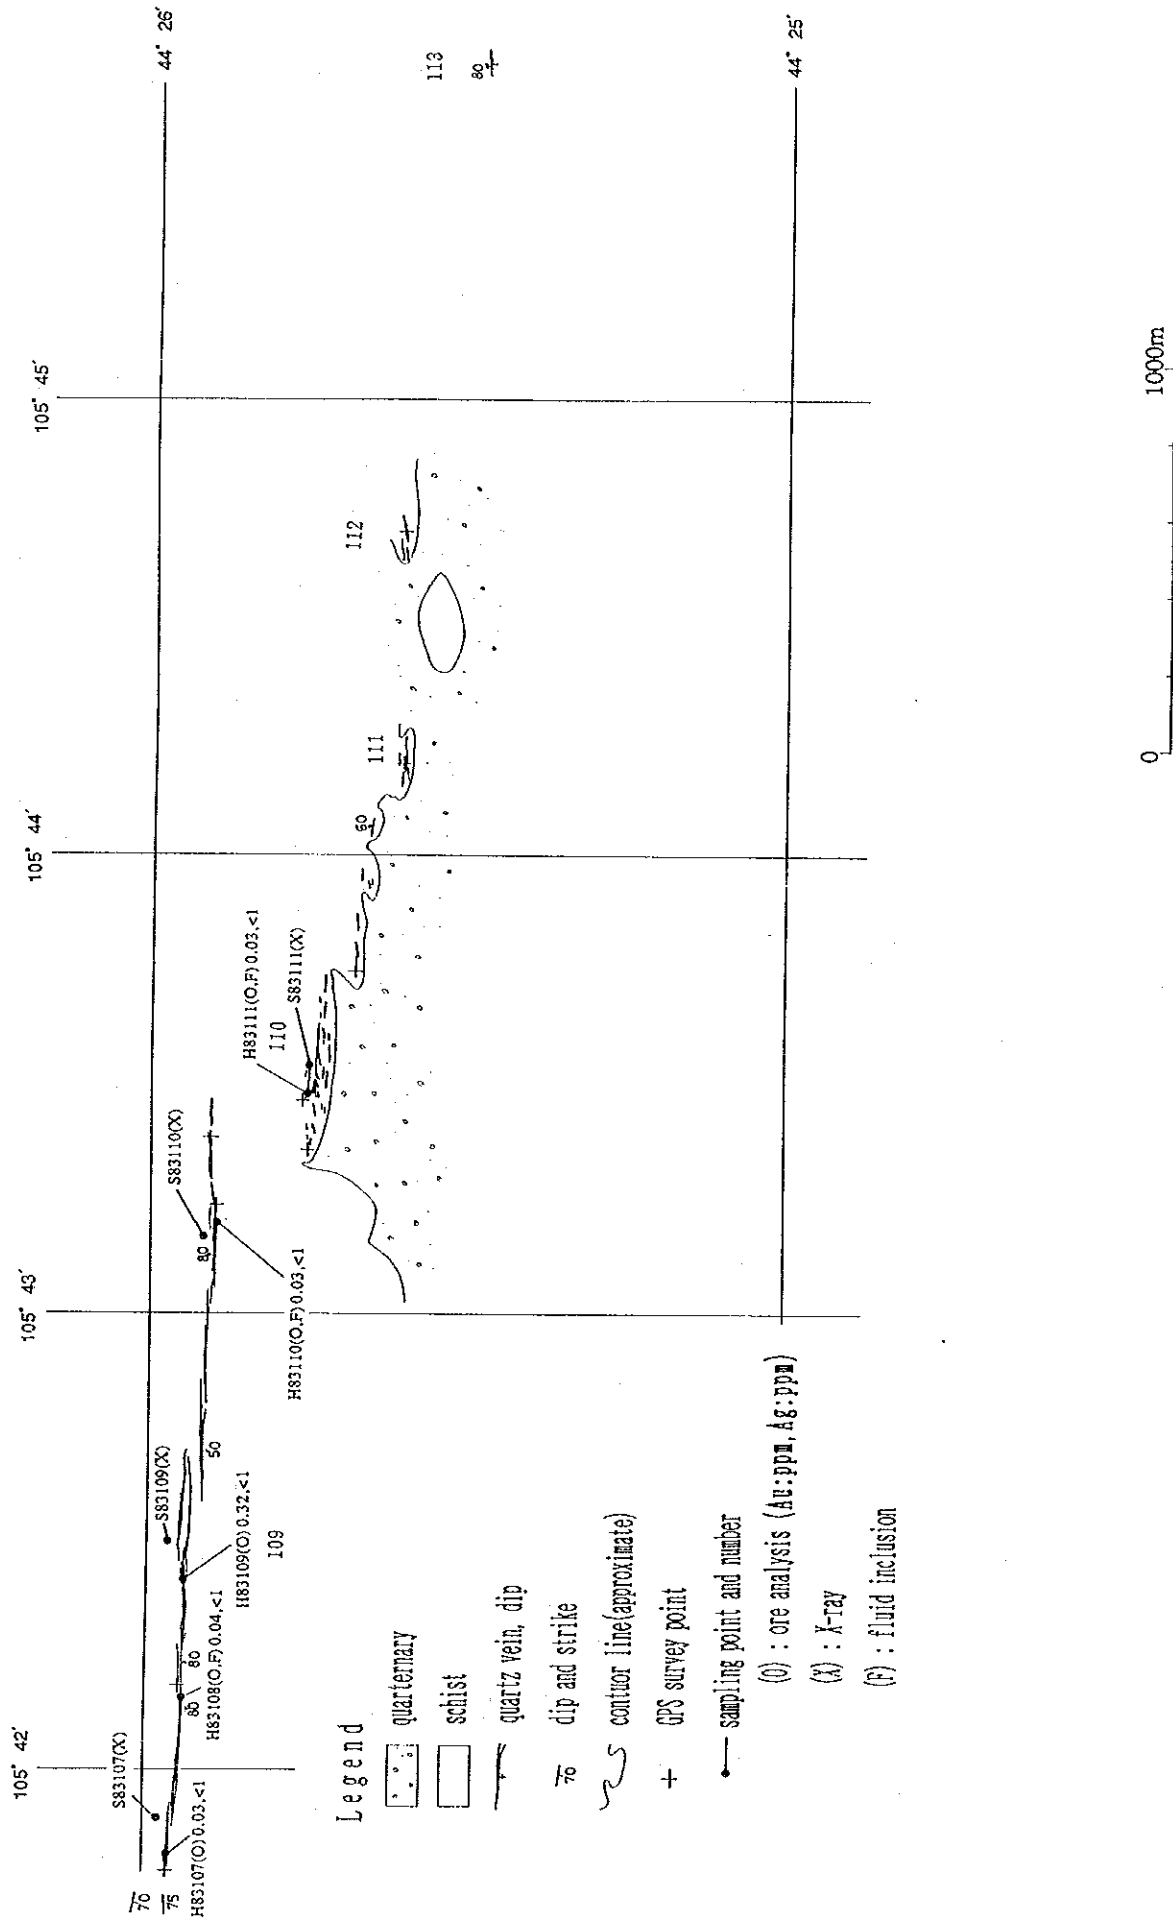 105° 42′
105° 43′
105° 44′
105° 45′
44° 26′
44° 25′
70
75
H83107(O) 0.03,<1
S83107(X)
80
80
H83108(O,F) 0.04,<1
H83109(O) 0.32,<1
109
S83109(X)
50
80
S83110(X)
H83110(O,F) 0.03,<1
H83111(O,F) 0.03,<1
110
S83111(X)
60
111
112
113
80
Legend
quarternary
schist
quartz vein, dip
70
dip and strike
contuor line(approximate)
GPS survey point
sampling point and number
(O) : ore analysis (Au:ppm, Ag:ppm)
(X) : X-ray
(F) : fluid inclusion
0
1000m